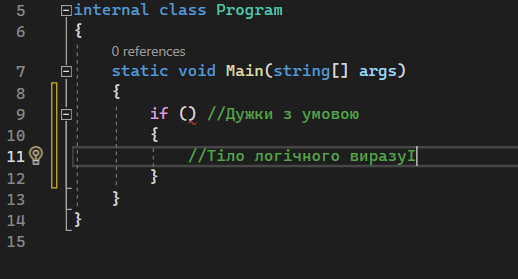 5 internal class Program
6 {
0 references
7 static void Main(string[] args)
8 {
9 if () //Дужки з умовою
10 {
11 //Тіло логічного виразу
12 }
13 }
14 }
15